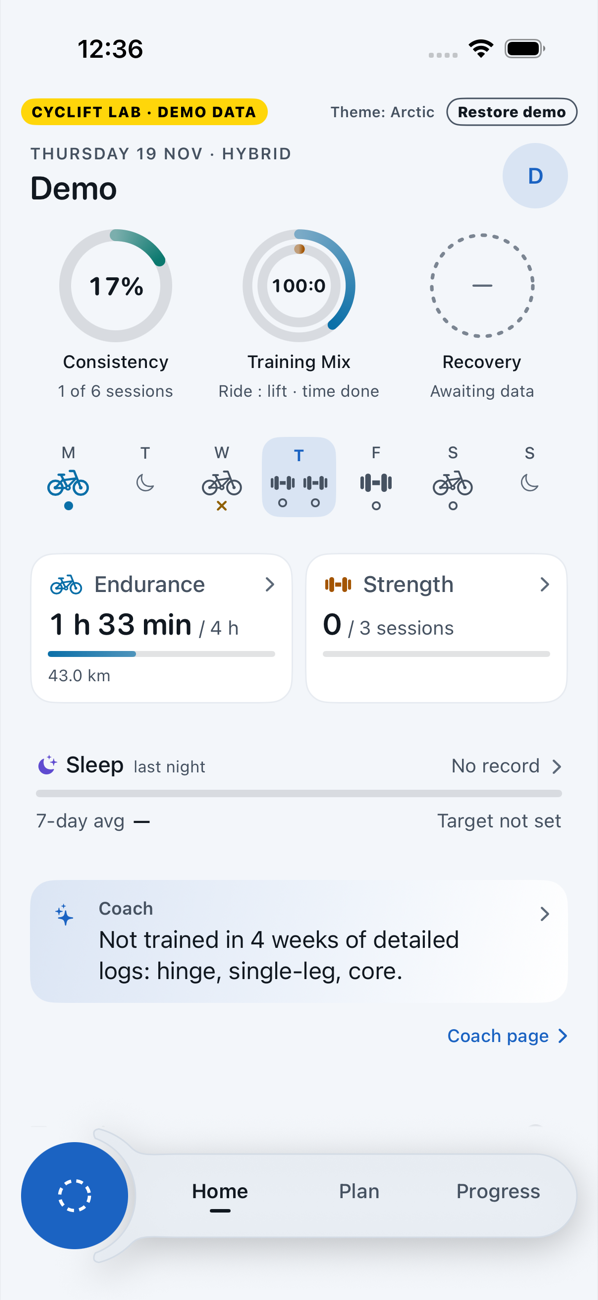 12:36
CYCLIFT LAB · DEMO DATA
Theme: Arctic
Restore demo
THURSDAY 19 NOV · HYBRID
Demo
D
17%
100:0
—
Consistency
Training Mix
Recovery
1 of 6 sessions
Ride : lift · time done
Awaiting data
M T W T F S S
Endurance
1 h 33 min / 4 h
43.0 km
Strength
0 / 3 sessions
Sleep last night
No record
7-day avg —
Target not set
Coach
Not trained in 4 weeks of detailed
logs: hinge, single-leg, core.
Coach page
Home
Plan
Progress